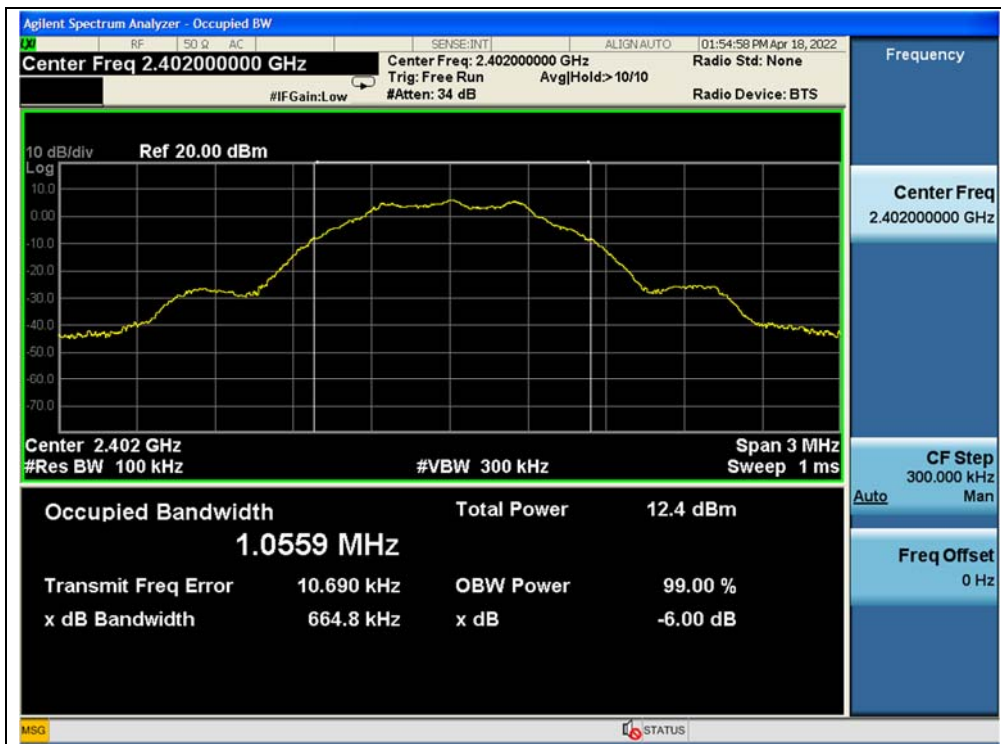 Agilent Spectrum Analyzer - Occupied BW
LXI RF 50 Ω AC SENSE:INT ALIGN AUTO 01:54:58 PM Apr 18, 2022
Center Freq 2.402000000 GHz
Center Freq: 2.402000000 GHz
Radio Std: None
Trig: Free Run Avg|Hold:> 10/10
#IFGain:Low
#Atten: 34 dB
Radio Device: BTS
Frequency
10 dB/div Ref 20.00 dBm
Log
10.0
0.00
-10.0
-20.0
-30.0
-40.0
-50.0
-60.0
-70.0
Center 2.402 GHz
Span 3 MHz
#Res BW 100 kHz
#VBW 300 kHz
Sweep 1 ms
Occupied Bandwidth
Total Power 12.4 dBm
1.0559 MHz
Transmit Freq Error 10.690 kHz
OBW Power 99.00 %
x dB Bandwidth 664.8 kHz
x dB -6.00 dB
Center Freq
2.402000000 GHz
CF Step
300.000 kHz
Auto Man
Freq Offset
0 Hz
MSG
STATUS